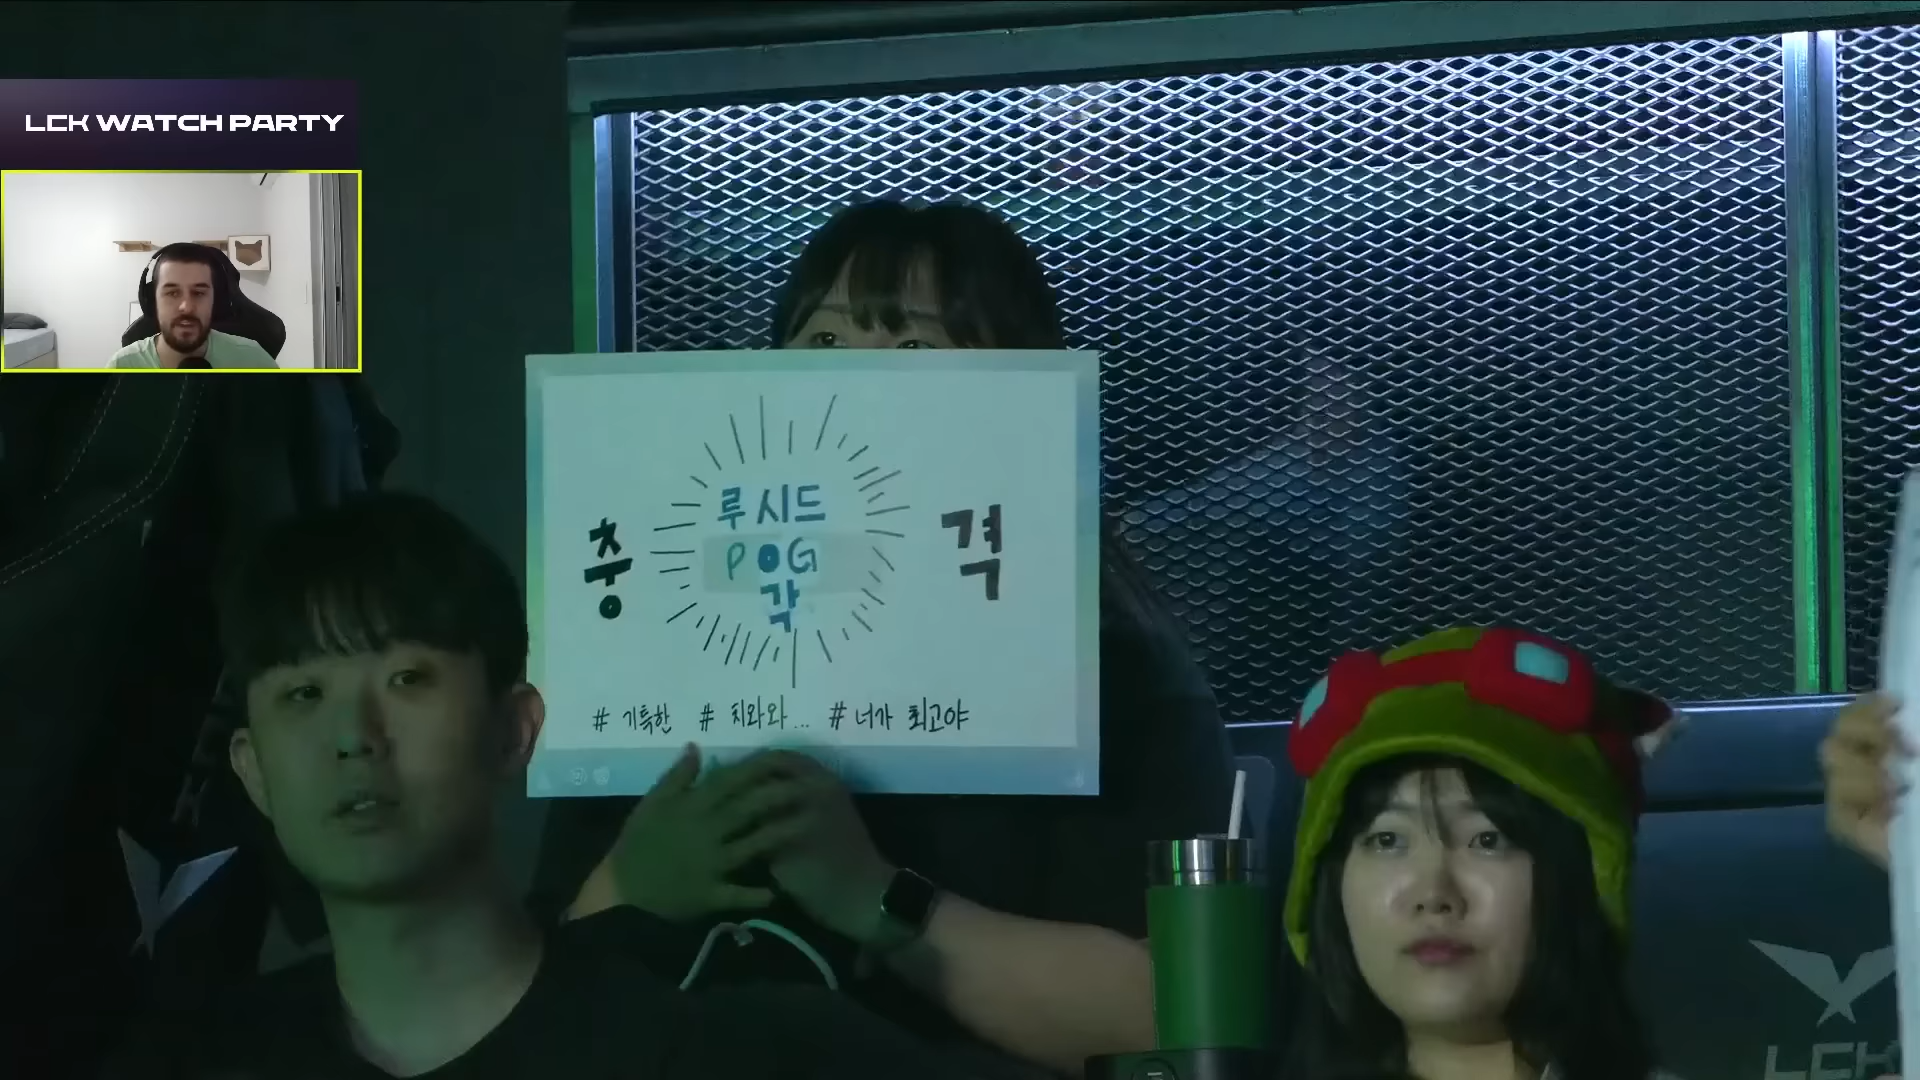 LCK WATCH PARTY
루시드
충 POG 격
각
# 기특한 # 치와와... # 너가 최고야
LCK